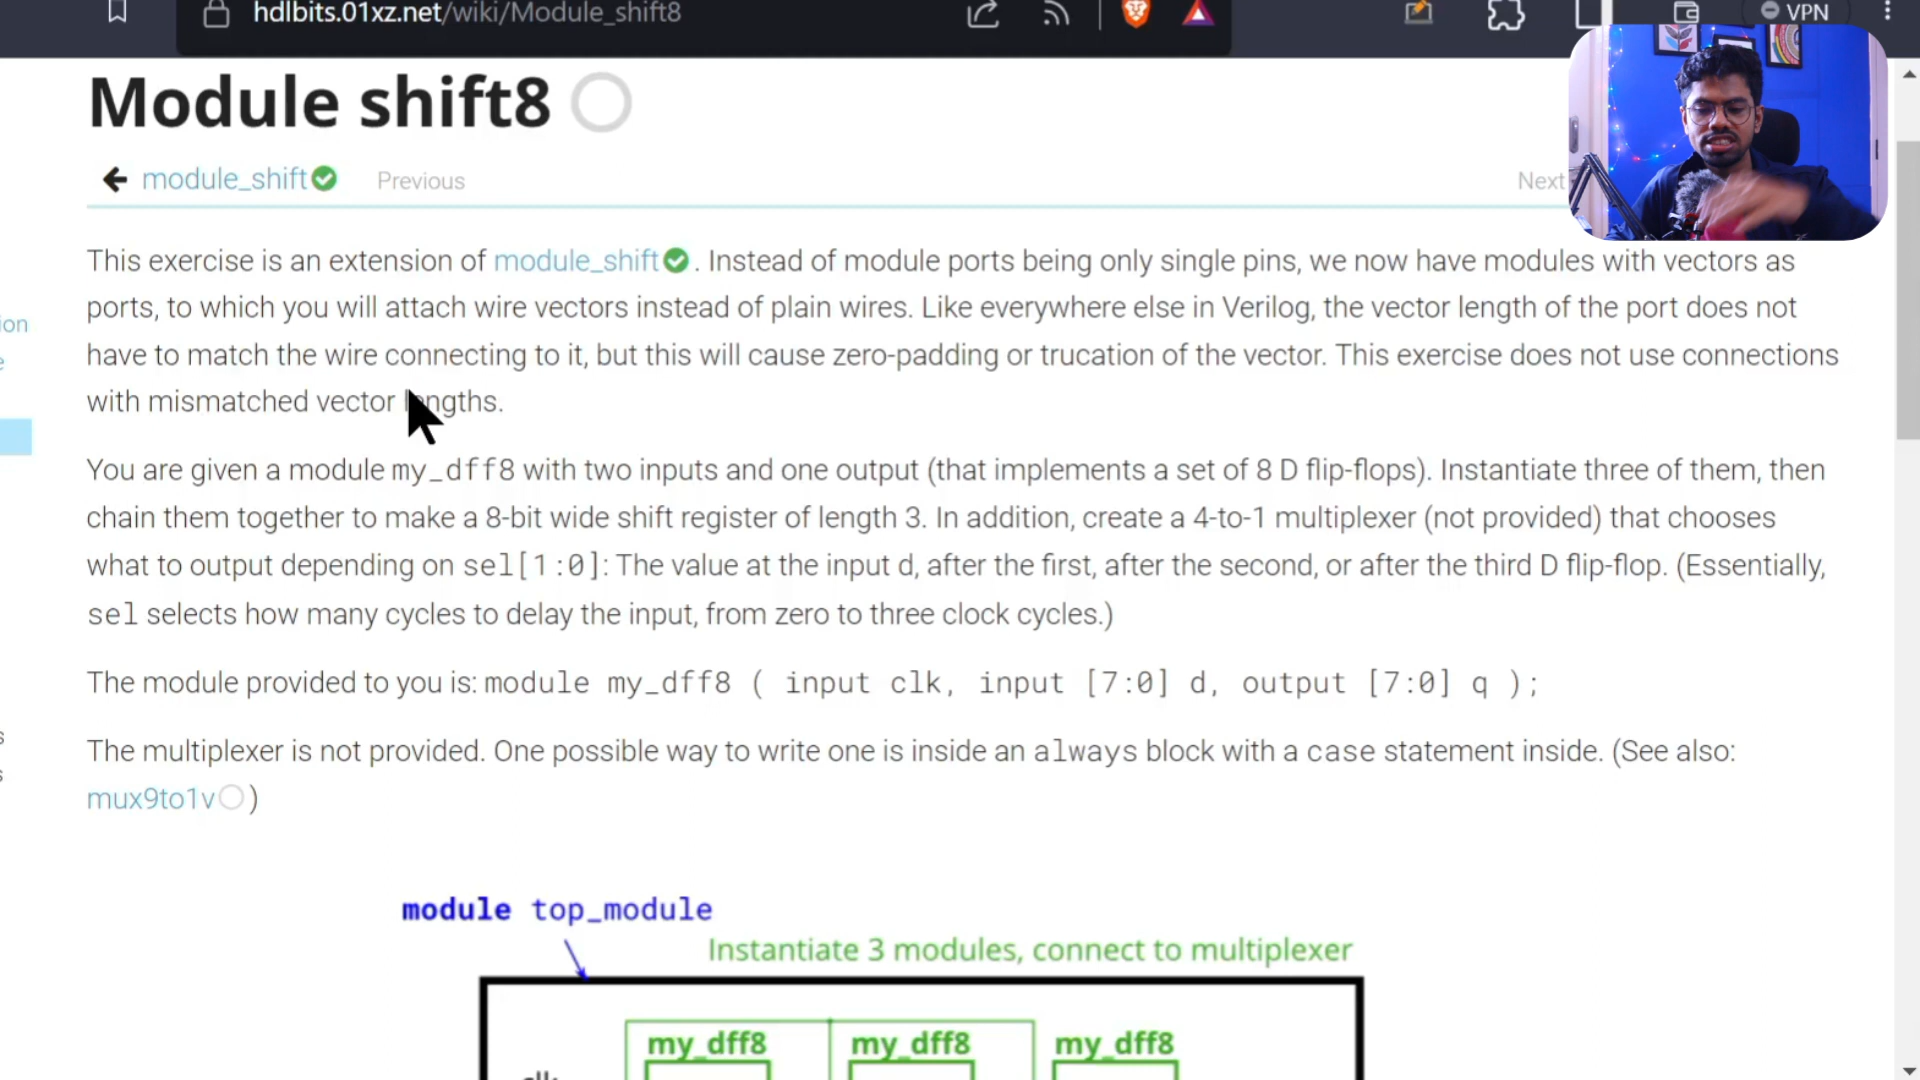 hdlbits.01xz.net/wiki/Module_shift8
VPN
Module shift8
module_shift
Previous
Next
This exercise is an extension of module_shift. Instead of module ports being only single pins, we now have modules with vectors as
ports, to which you will attach wire vectors instead of plain wires. Like everywhere else in Verilog, the vector length of the port does not
have to match the wire connecting to it, but this will cause zero-padding or trucation of the vector. This exercise does not use connections
with mismatched vector lengths.
ion
You are given a module my_dff8 with two inputs and one output (that implements a set of 8 D flip-flops). Instantiate three of them, then
chain them together to make a 8-bit wide shift register of length 3. In addition, create a 4-to-1 multiplexer (not provided) that chooses
what to output depending on sel[1:0]: The value at the input d, after the first, after the second, or after the third D flip-flop. (Essentially,
sel selects how many cycles to delay the input, from zero to three clock cycles.)
The module provided to you is: module my_dff8 ( input clk, input [7:0] d, output [7:0] q );
The multiplexer is not provided. One possible way to write one is inside an always block with a case statement inside. (See also:
mux9to1v )
module top_module
Instantiate 3 modules, connect to multiplexer
my_dff8 my_dff8 my_dff8